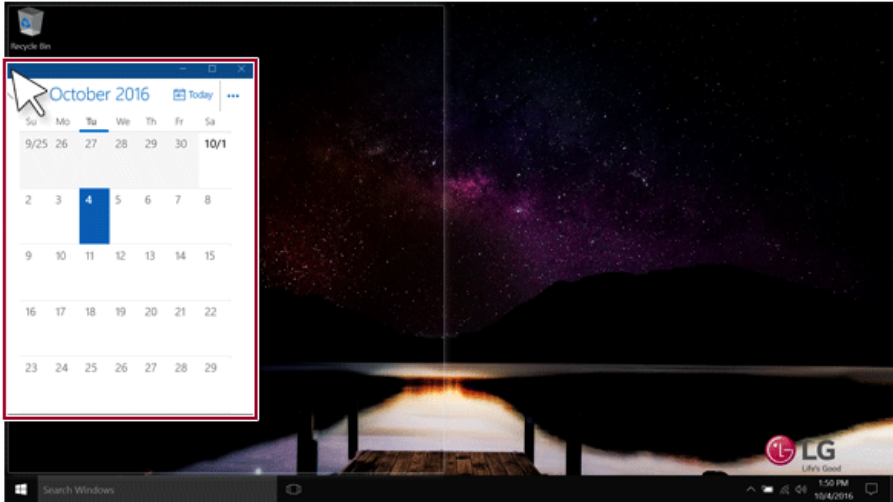 Recycle Bin
October 2016 Today
Su Mo Tu We Th Fr Sa
9/25 26 27 28 29 30 10/1
2 3 4 5 6 7 8
9 10 11 12 13 14 15
16 17 18 19 20 21 22
23 24 25 26 27 28 29
LG
Life's Good
Search Windows
1:50 PM
10/4/2016